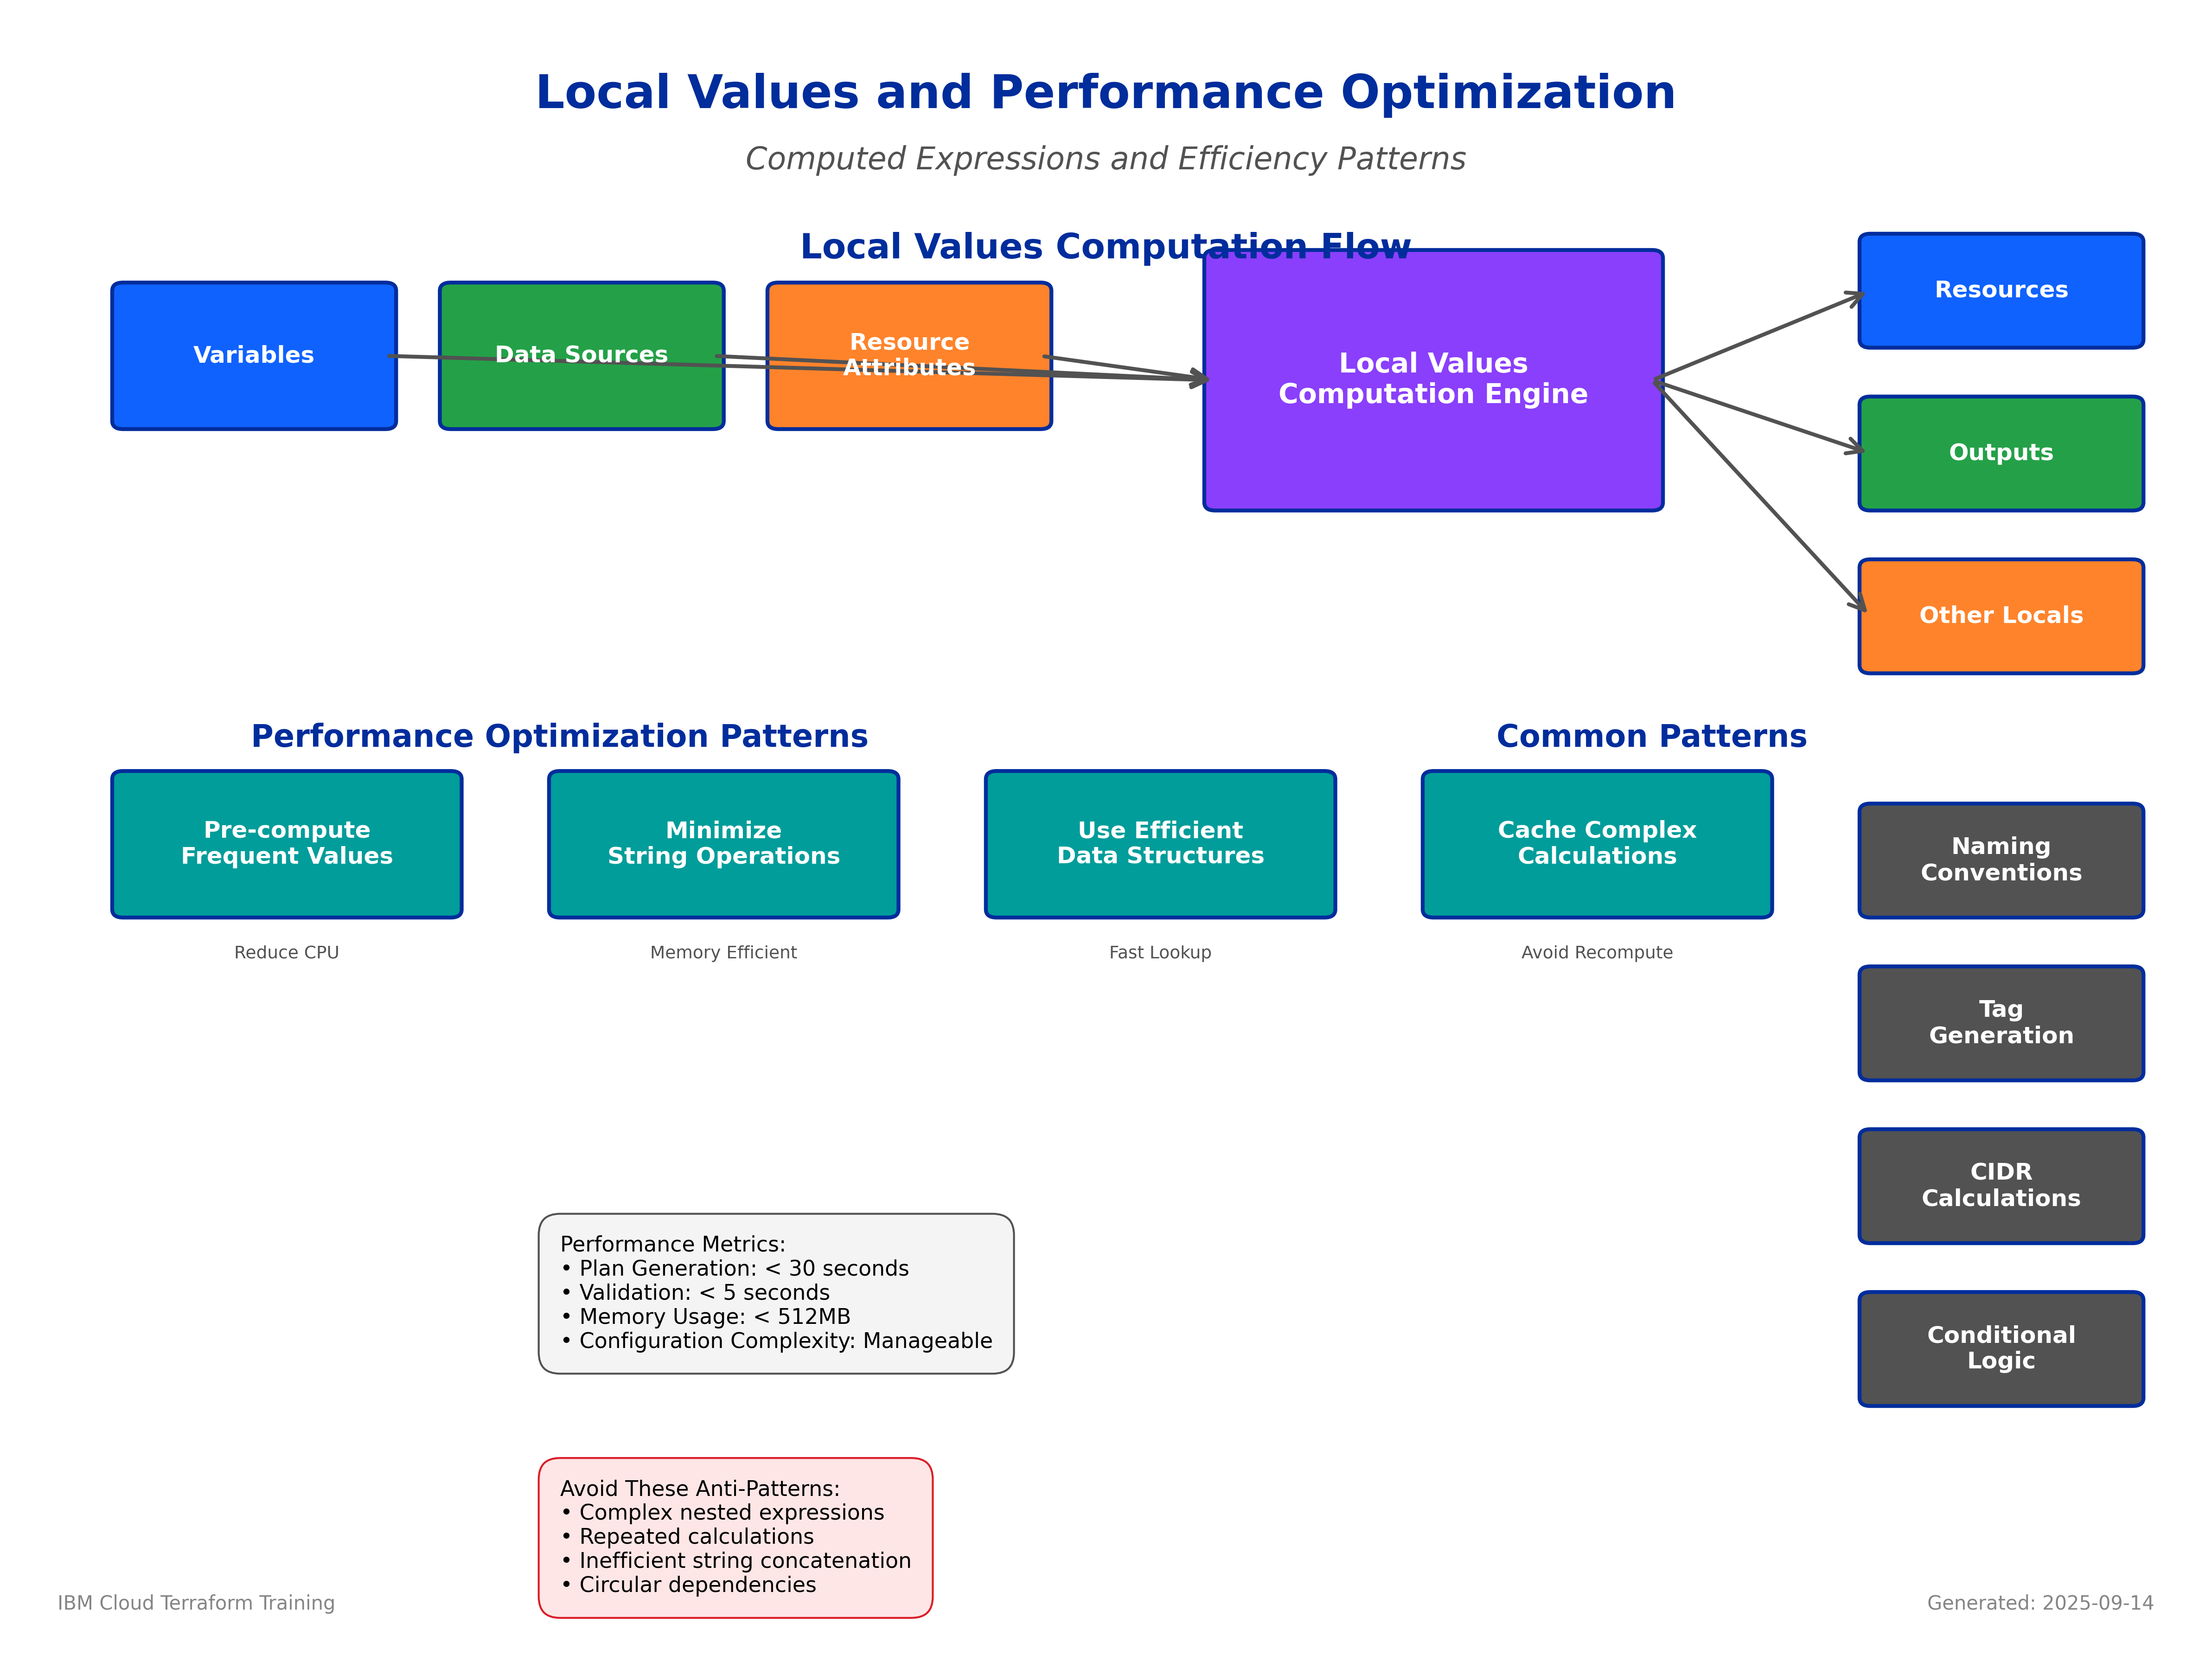 Local Values and Performance Optimization
Computed Expressions and Efficiency Patterns
Local Values Computation Flow
Variables
Data Sources
Resource
Attributes
Local Values
Computation Engine
Resources
Outputs
Other Locals
Performance Optimization Patterns
Pre-compute
Frequent Values
Reduce CPU
Minimize
String Operations
Memory Efficient
Use Efficient
Data Structures
Fast Lookup
Cache Complex
Calculations
Avoid Recompute
Common Patterns
Naming
Conventions
Tag
Generation
CIDR
Calculations
Conditional
Logic
Performance Metrics:
• Plan Generation: < 30 seconds
• Validation: < 5 seconds
• Memory Usage: < 512MB
• Configuration Complexity: Manageable
Avoid These Anti-Patterns:
• Complex nested expressions
• Repeated calculations
• Inefficient string concatenation
• Circular dependencies
IBM Cloud Terraform Training
Generated: 2025-09-14